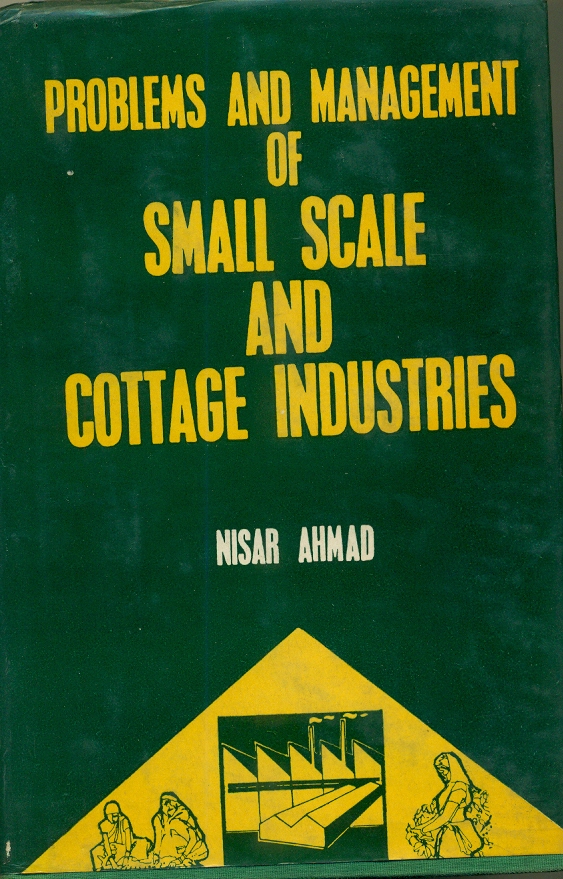 PROBLEMS AND MANAGEMENT
OF
SMALL SCALE
AND
COTTAGE INDUSTRIES
NISAR AHMAD